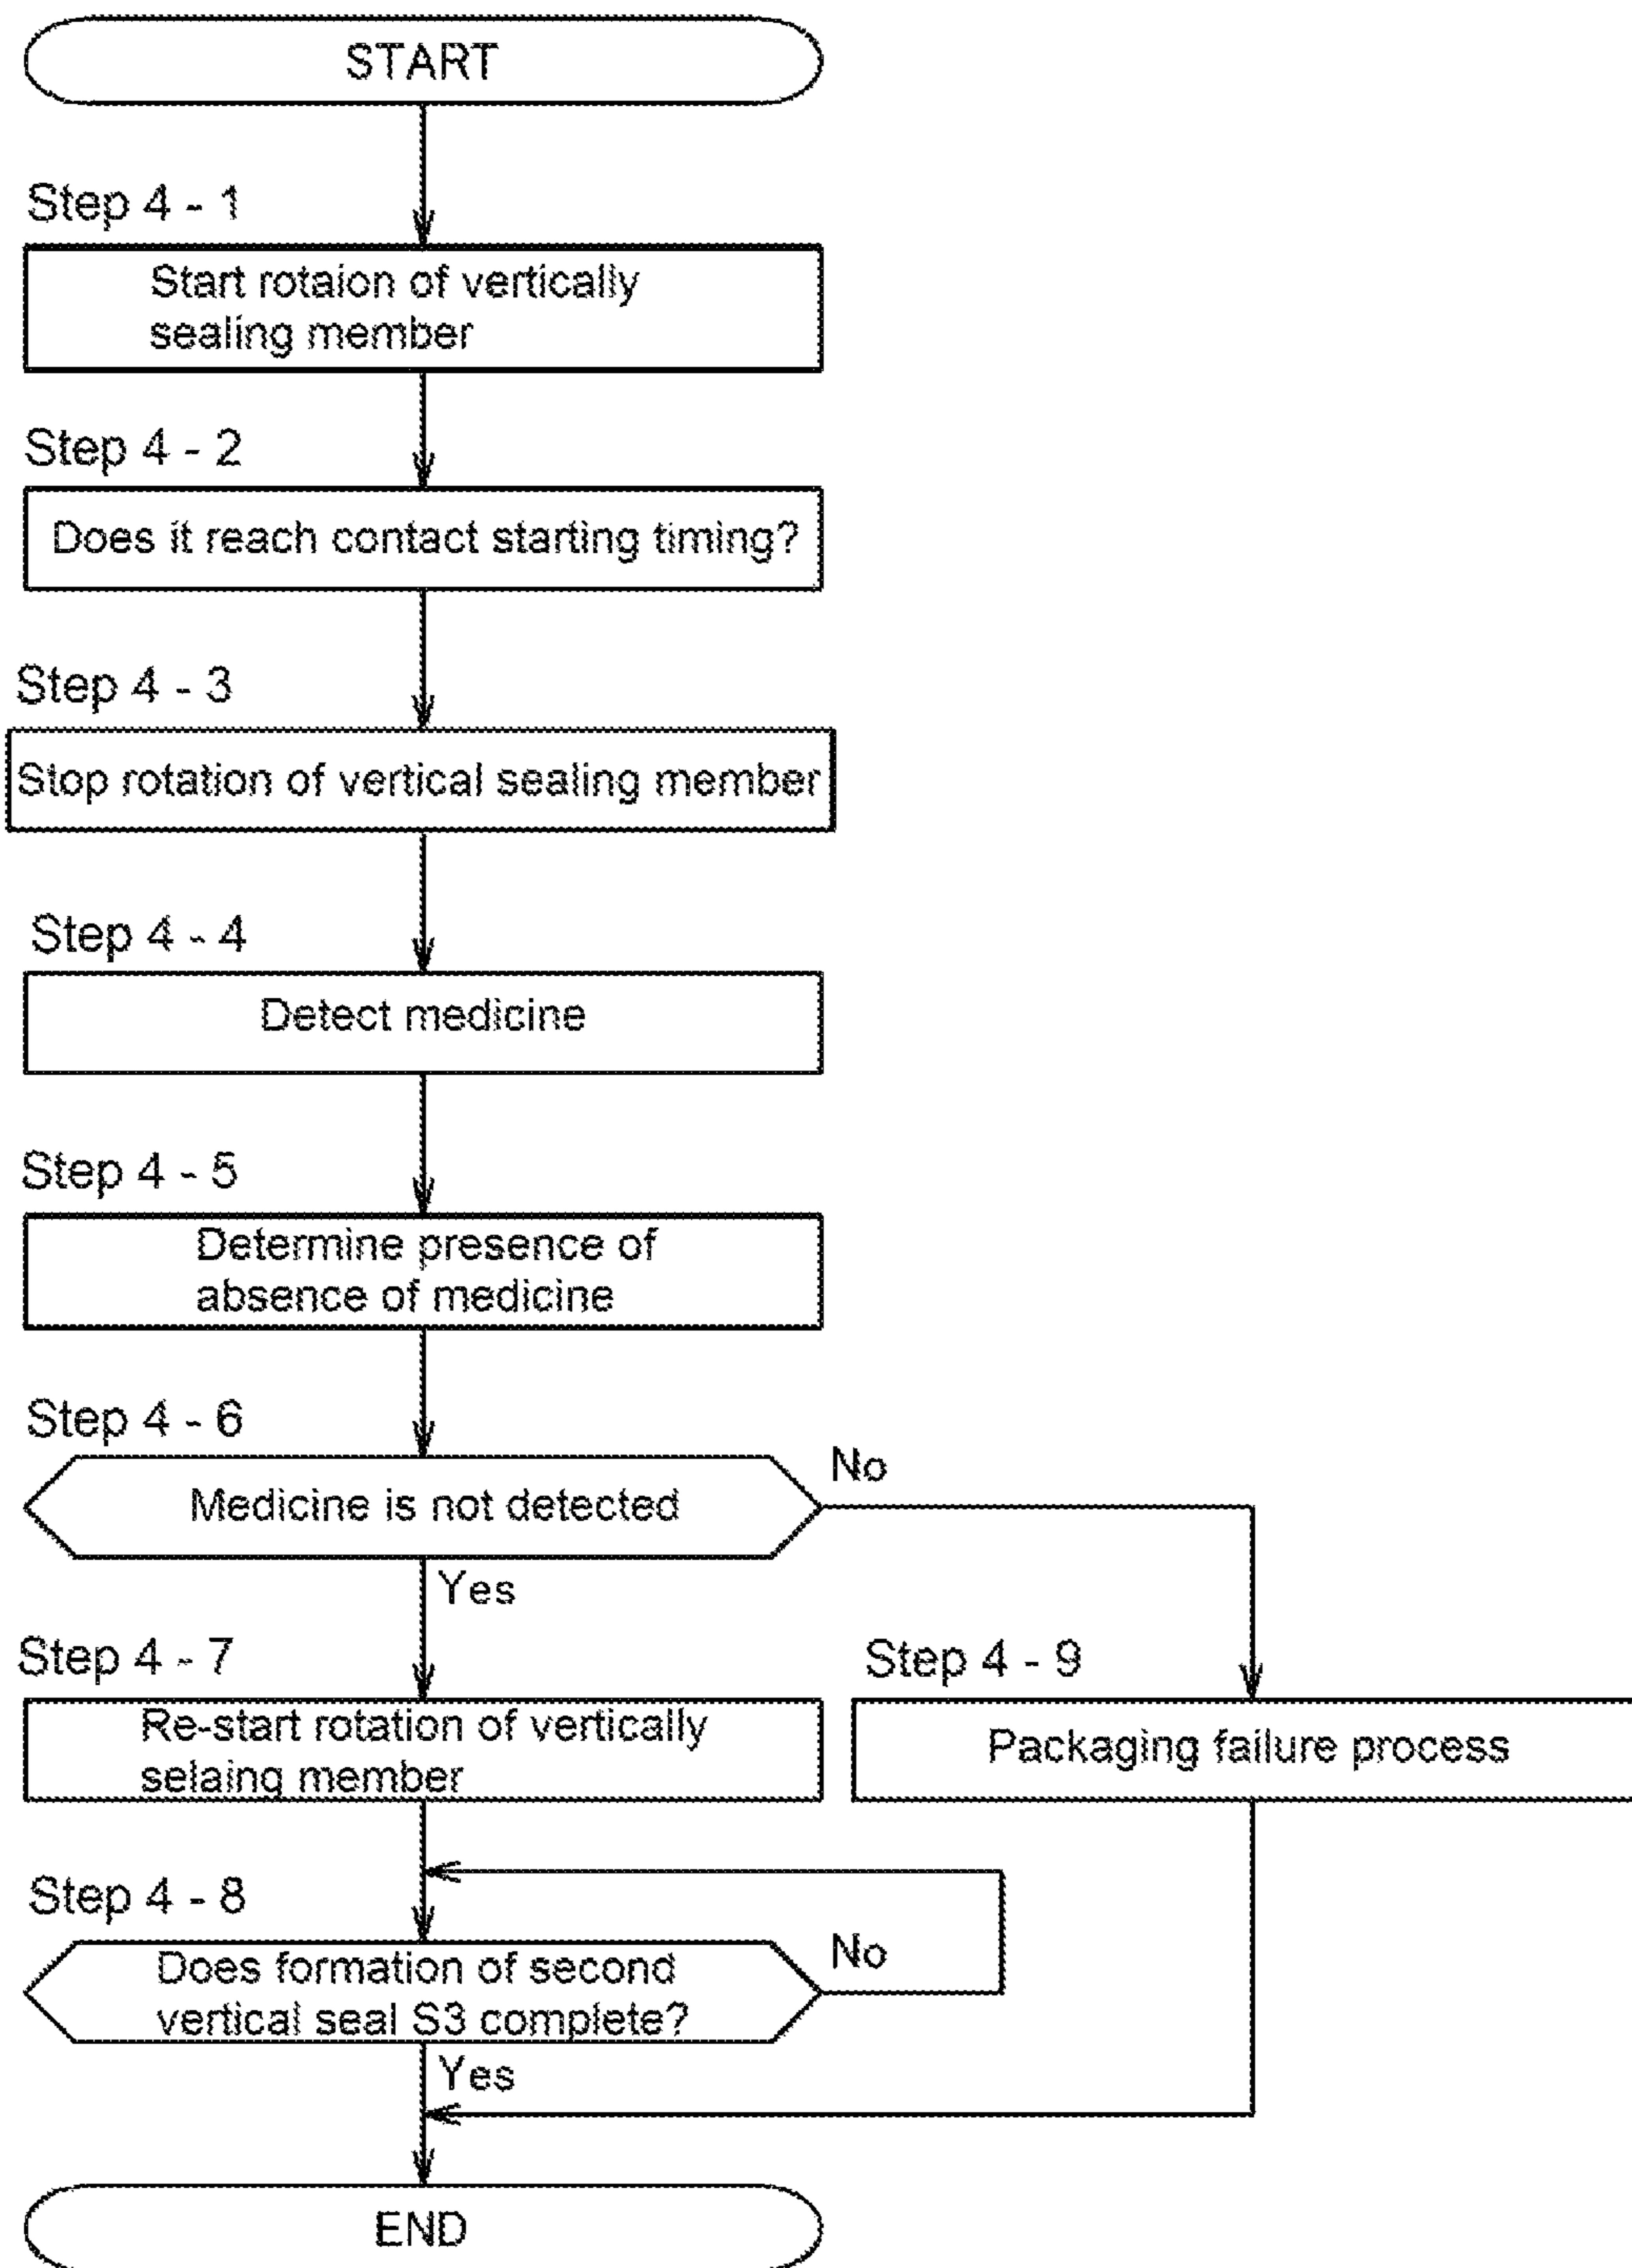 START
Step 4 - 1
Start rotaion of vertically
sealing member
Step 4 - 2
Does it reach contact starting timing?
Step 4 - 3
Stop rotation of vertical sealing member
Step 4 - 4
Detect medicine
Step 4 - 5
Determine presence of
absence of medicine
Step 4 - 6
Medicine is not detected
No
Yes
Step 4 - 7
Re-start rotation of vertically
selaing member
Step 4 - 9
Packaging failure process
Step 4 - 8
Does formation of second
vertical seal S3 complete?
No
Yes
END